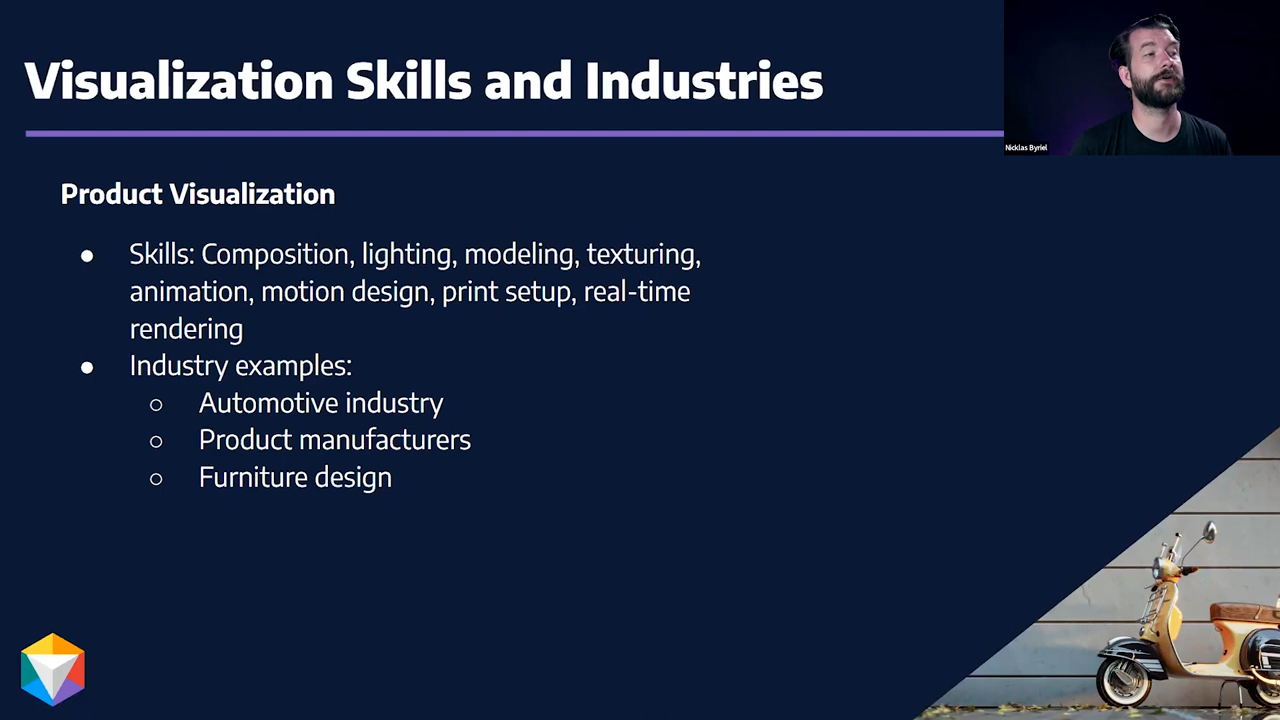 Visualization Skills and Industries
Nicklas Byriel
Product Visualization
● Skills: Composition, lighting, modeling, texturing,
animation, motion design, print setup, real-time
rendering
● Industry examples:
○ Automotive industry
○ Product manufacturers
○ Furniture design